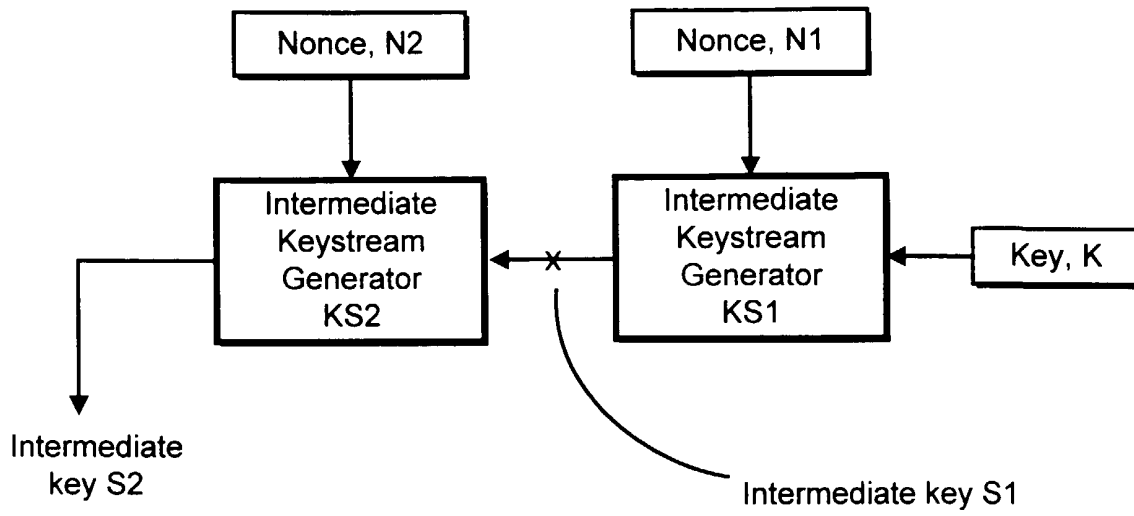 Nonce, N2
Nonce, N1
Intermediate
Keystream
Generator
KS2
Intermediate
Keystream
Generator
KS1
Key, K
X
Intermediate
key S2
Intermediate key S1